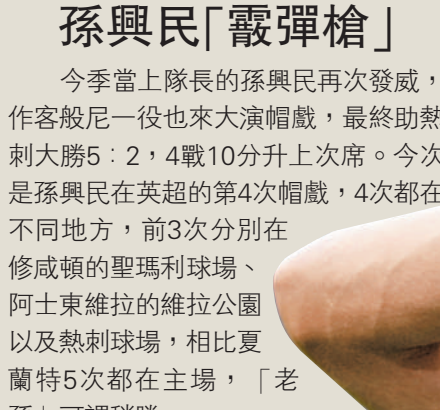 孫興民「霰彈槍」
今季當上隊長的孫興民再次發威，
作客般尼一役也來大演帽戲，最終助熱
刺大勝5：2，4戰10分升上次席。今次
是孫興民在英超的第4次帽戲，4次都在
不同地方，前3次分別在
修咸頓的聖瑪利球場、
阿士東維拉的維拉公園
以及熱刺球場，相比夏
蘭特5次都在主場，「老